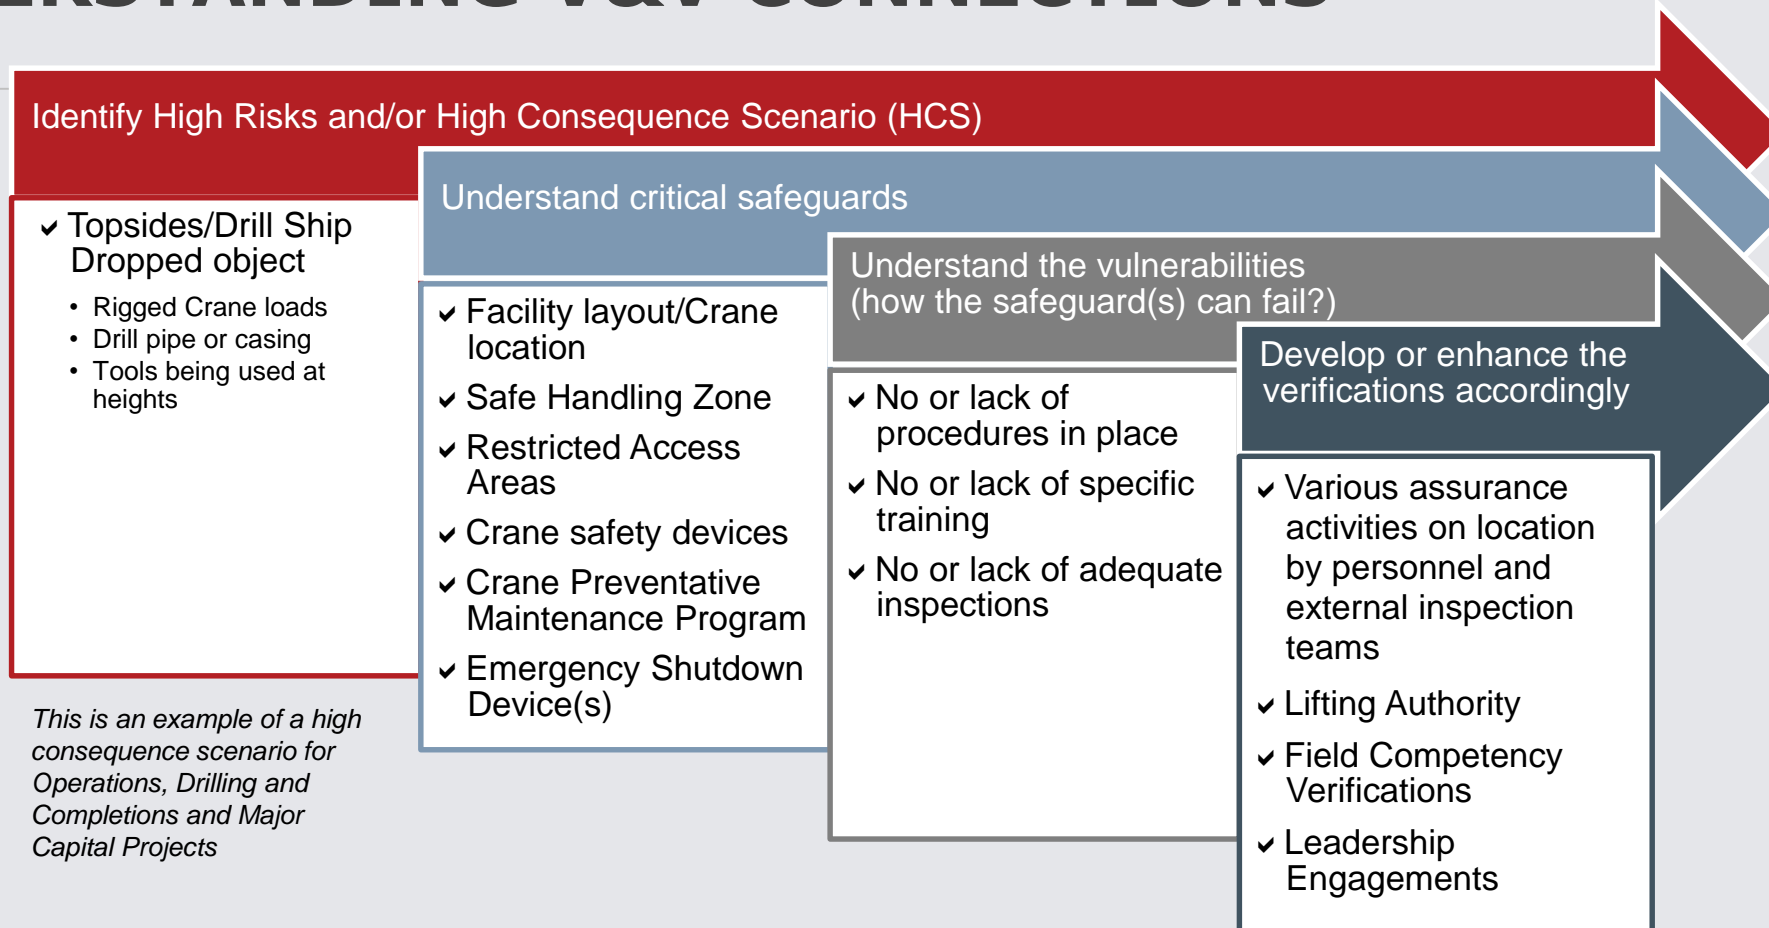 UNDERSTANDING V&V CONNECTIONS
Identify High Risks and/or High Consequence Scenario (HCS)
Topsides/Drill Ship
Dropped object
• Rigged Crane loads
• Drill pipe or casing
• Tools being used at
heights
This is an example of a high
consequence scenario for
Operations, Drilling and
Completions and Major
Capital Projects
Understand critical safeguards
Facility layout/Crane
location
Safe Handling Zone
Restricted Access
Areas
Crane safety devices
Crane Preventative
Maintenance Program
Emergency Shutdown
Device(s)
Understand the vulnerabilities
(how the safeguard(s) can fail?)
No or lack of
procedures in place
No or lack of specific
training
No or lack of adequate
inspections
Develop or enhance the
verifications accordingly
Various assurance
activities on location
by personnel and
external inspection
teams
Lifting Authority
Field Competency
Verifications
Leadership
Engagements